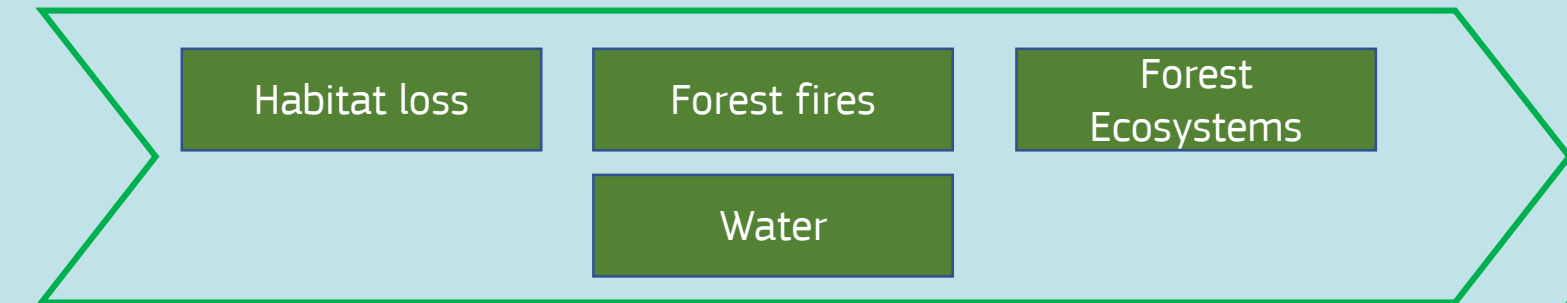 Habitat loss
Forest fires
Forest
Ecosystems
Water